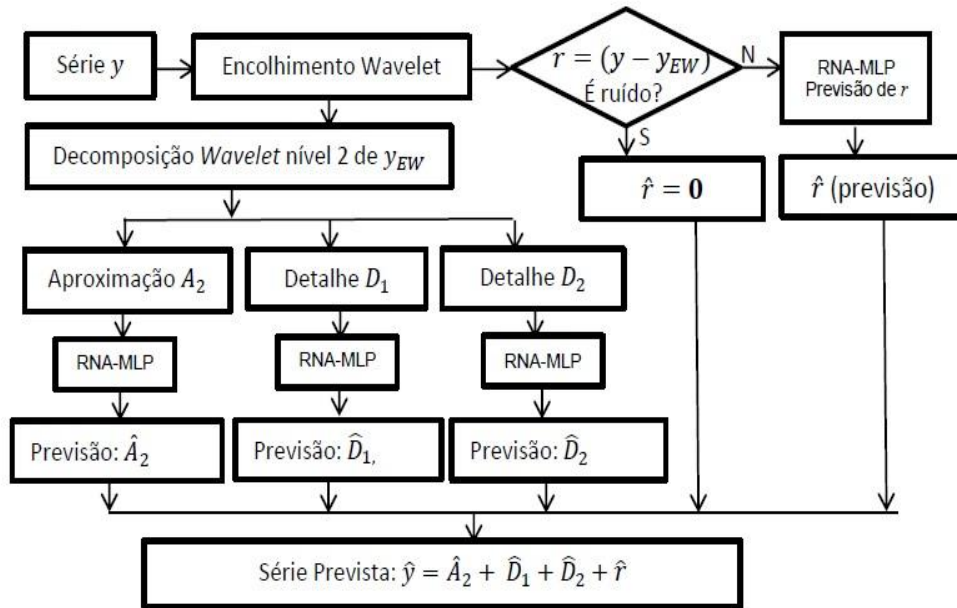 Série y
Encolhimento Wavelet
r = (y − y_EW)
É ruído?
N
S
RNA-MLP
Previsão de r
Decomposição Wavelet nível 2 de y_EW
r̂ = 0
r̂ (previsão)
Aproximação A₂
Detalhe D₁
Detalhe D₂
RNA-MLP
RNA-MLP
RNA-MLP
Previsão: Â₂
Previsão: D̂₁,
Previsão: D̂₂
Série Prevista: ŷ = Â₂ + D̂₁ + D̂₂ + r̂